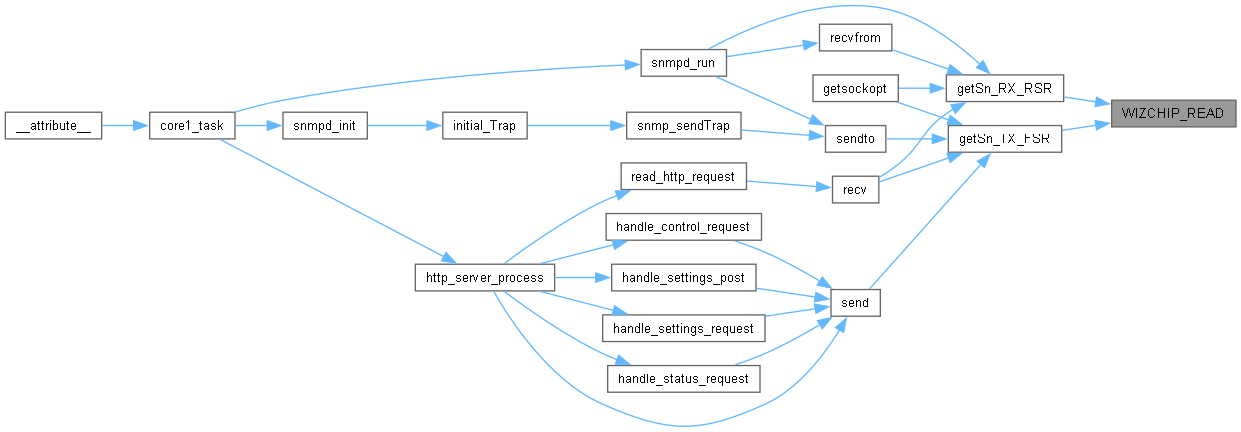 recvfrom
snmpd_run
getsockopt
getSn_RX_RSR
WIZCHIP_READ
__attribute__
core1_task
snmpd_init
initial_Trap
snmp_sendTrap
sendto
getSn_TX_FSR
read_http_request
recv
handle_control_request
http_server_process
handle_settings_post
send
handle_settings_request
handle_status_request